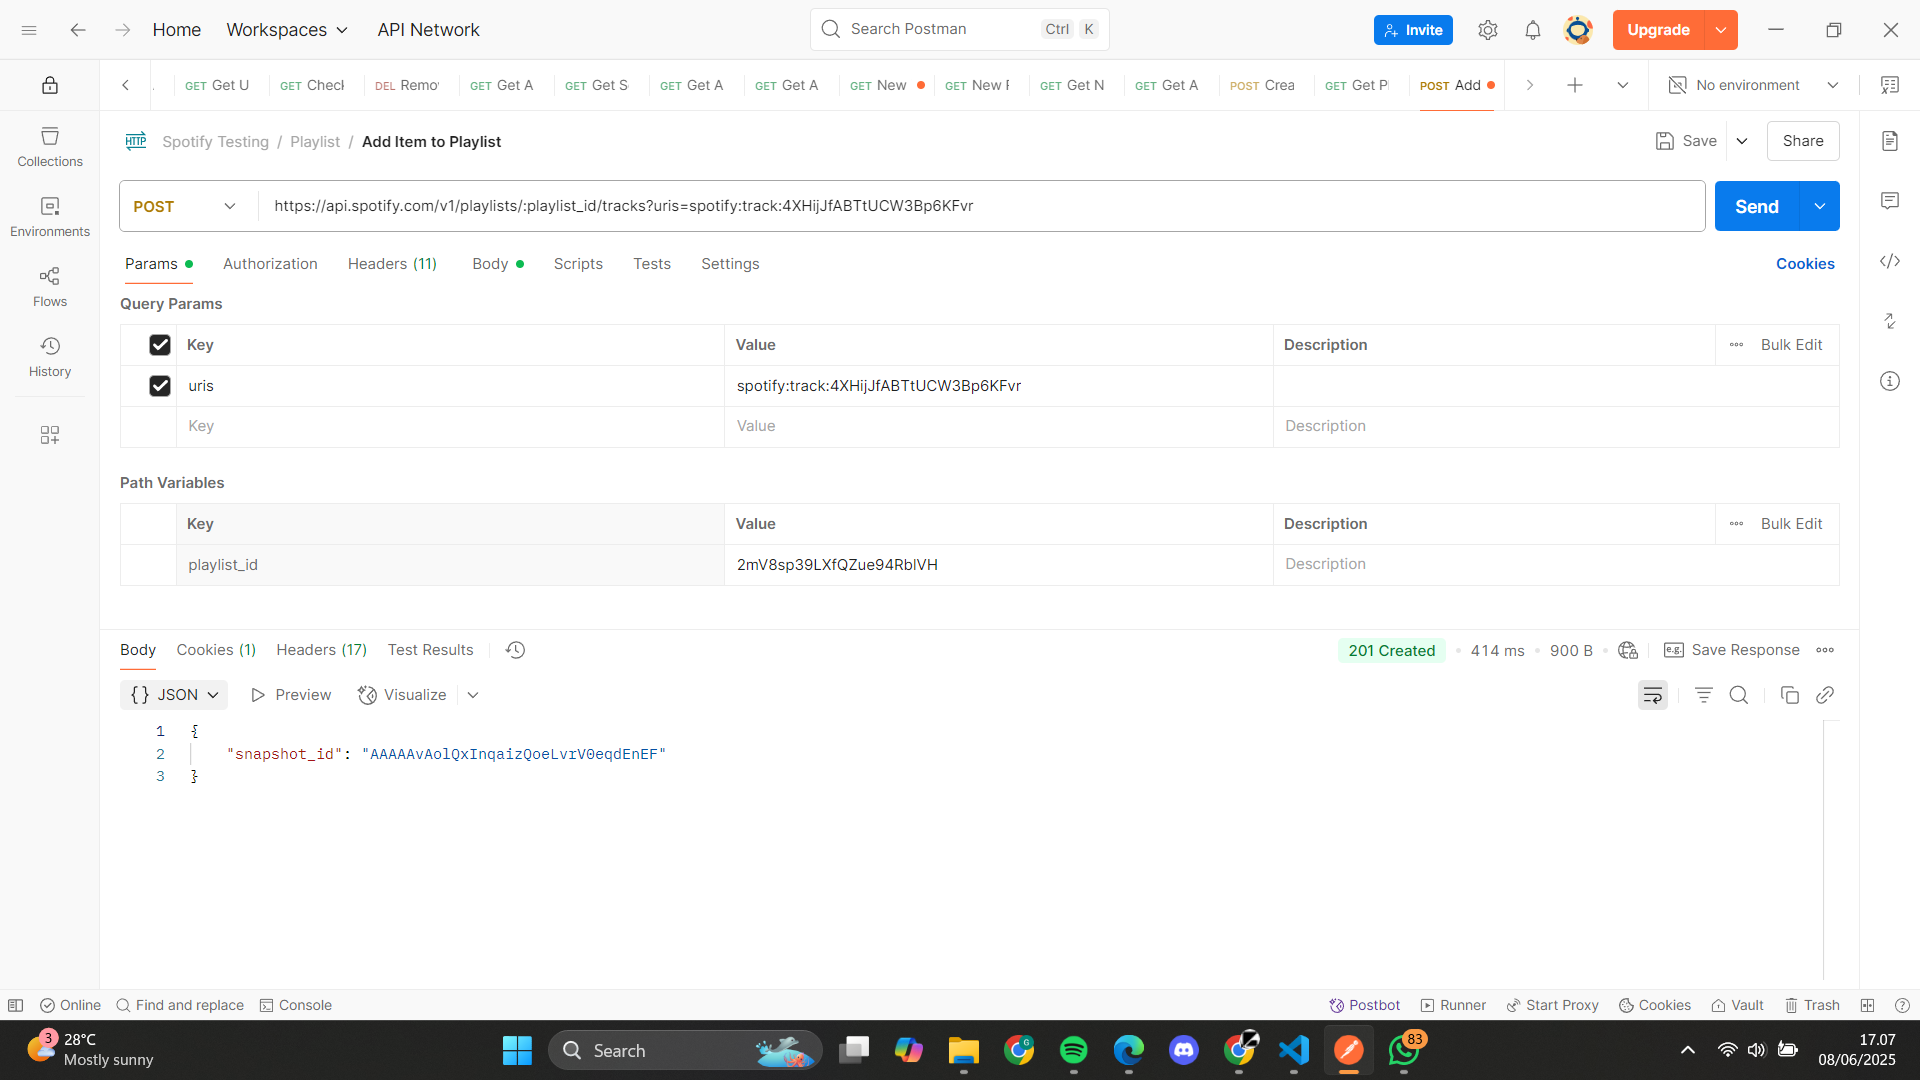 Home
Workspaces
API Network
Search Postman
Ctrl
K
Invite
Upgrade
GET Get U
GET Check
DEL Remo
GET Get A
GET Get S
GET Get A
GET Get A
GET New
GET New
GET Get N
GET Get A
POST Crea
GET Get P
POST Add
No environment
Collections
Environments
Flows
History
HTTP
Spotify Testing / Playlist / Add Item to Playlist
Save
Share
POST
https://api.spotify.com/v1/playlists/:playlist_id/tracks?uris=spotify:track:4XHijJfABTtUCW3Bp6KFvr
Send
Params
Authorization
Headers (11)
Body
Scripts
Tests
Settings
Cookies
Query Params
Key
Value
Description
Bulk Edit
uris
spotify:track:4XHijJfABTtUCW3Bp6KFvr
Key
Value
Description
Path Variables
Key
Value
Description
Bulk Edit
playlist_id
2mV8sp39LXfQZue94RblVH
Description
Body
Cookies (1)
Headers (17)
Test Results
201 Created
414 ms
900 B
e.g.
Save Response
{} JSON
Preview
Visualize
1 {
2 "snapshot_id": "AAAAAvAolQxInqaizQoeLvrV0eqdEnEF"
3 }
Online
Find and replace
Console
Postbot
Runner
Start Proxy
Cookies
Vault
Trash
3
28°C
Mostly sunny
Search
G
83
17.07
08/06/2025